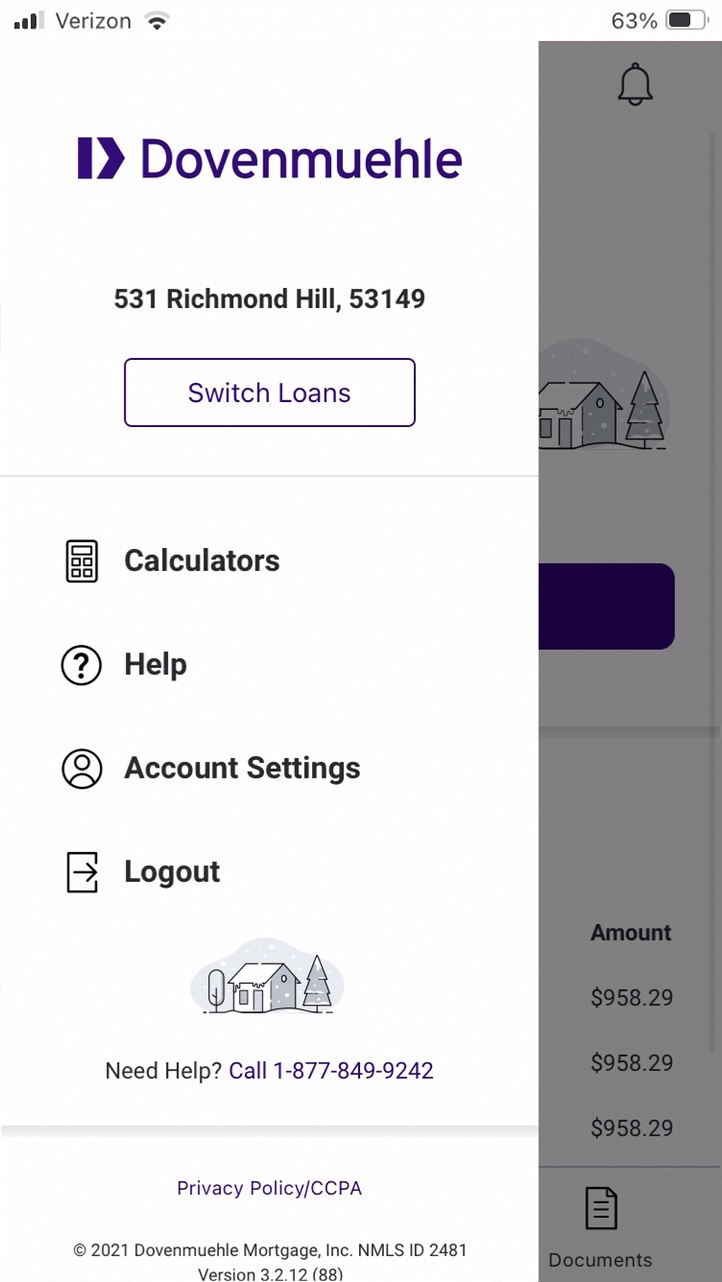 Verizon 63%
Dovenmuehle
531 Richmond Hill, 53149
Switch Loans
Calculators
Help
Account Settings
Logout
Need Help? Call 1-877-849-9242
Privacy Policy/CCPA
© 2021 Dovenmuehle Mortgage, Inc. NMLS ID 2481
Version 3.2.12 (88)
Amount
$958.29
$958.29
$958.29
Documents